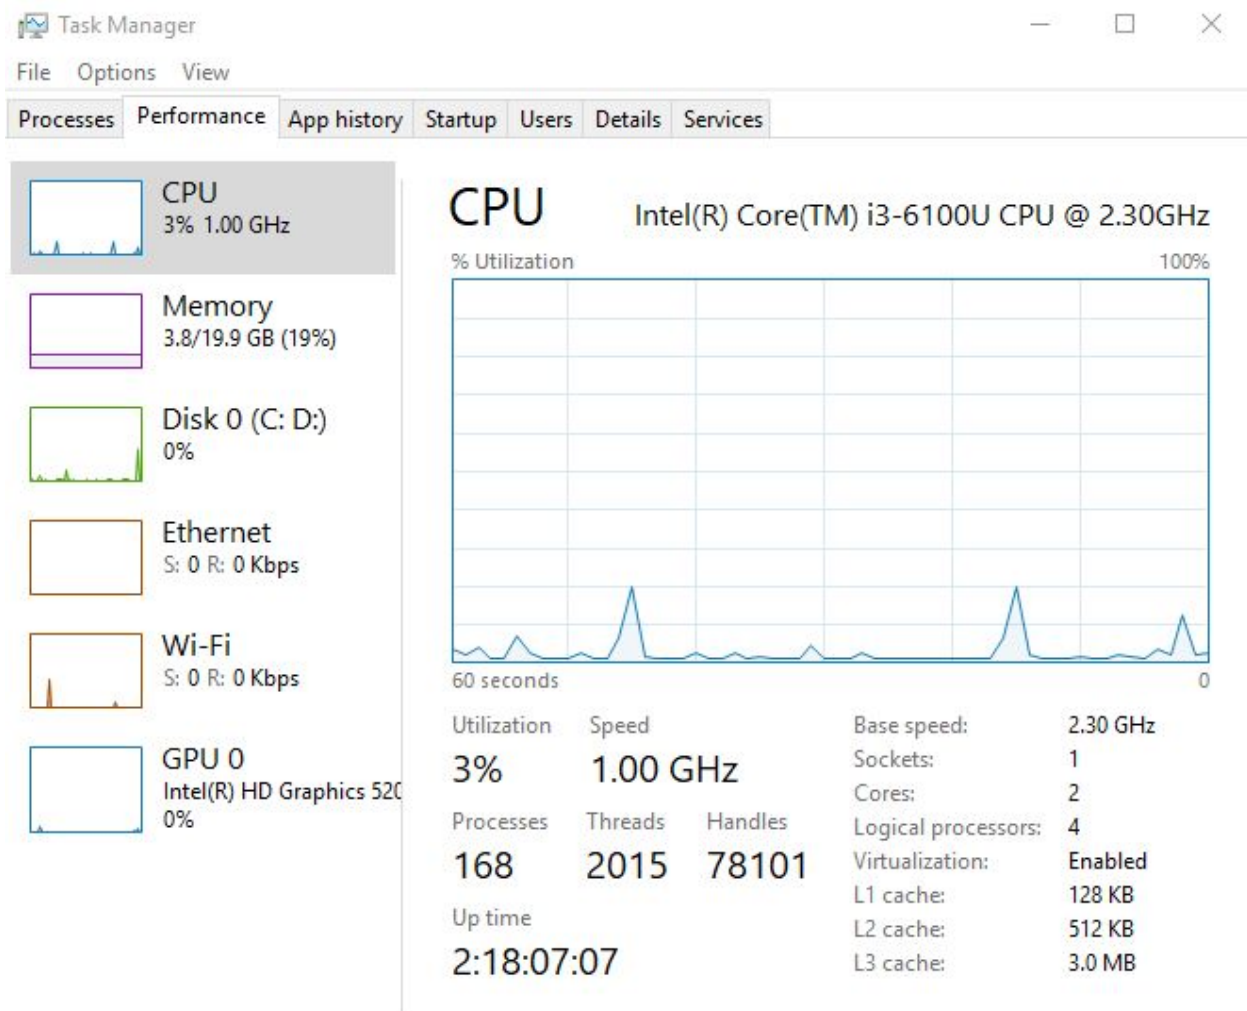 Task Manager
File Options View
Processes Performance App history Startup Users Details Services
CPU
3% 1.00 GHz
Memory
3.8/19.9 GB (19%)
Disk 0 (C: D:)
0%
Ethernet
S: 0 R: 0 Kbps
Wi-Fi
S: 0 R: 0 Kbps
GPU 0
Intel(R) HD Graphics 520
0%
CPU Intel(R) Core(TM) i3-6100U CPU @ 2.30GHz
% Utilization 100%
60 seconds 0
Utilization Speed
3% 1.00 GHz
Processes Threads Handles
168 2015 78101
Up time
2:18:07:07
Base speed: 2.30 GHz
Sockets: 1
Cores: 2
Logical processors: 4
Virtualization: Enabled
L1 cache: 128 KB
L2 cache: 512 KB
L3 cache: 3.0 MB